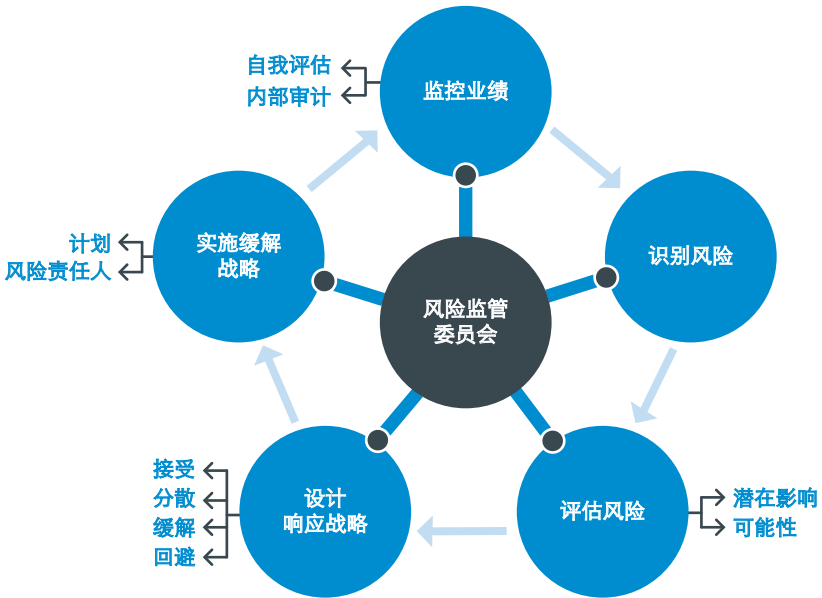 自我评估
内部审计
监控业绩
计划
风险责任人
实施缓解
战略
识别风险
风险监管
委员会
接受
分散
缓解
回避
设计
响应战略
评估风险
潜在影响
可能性